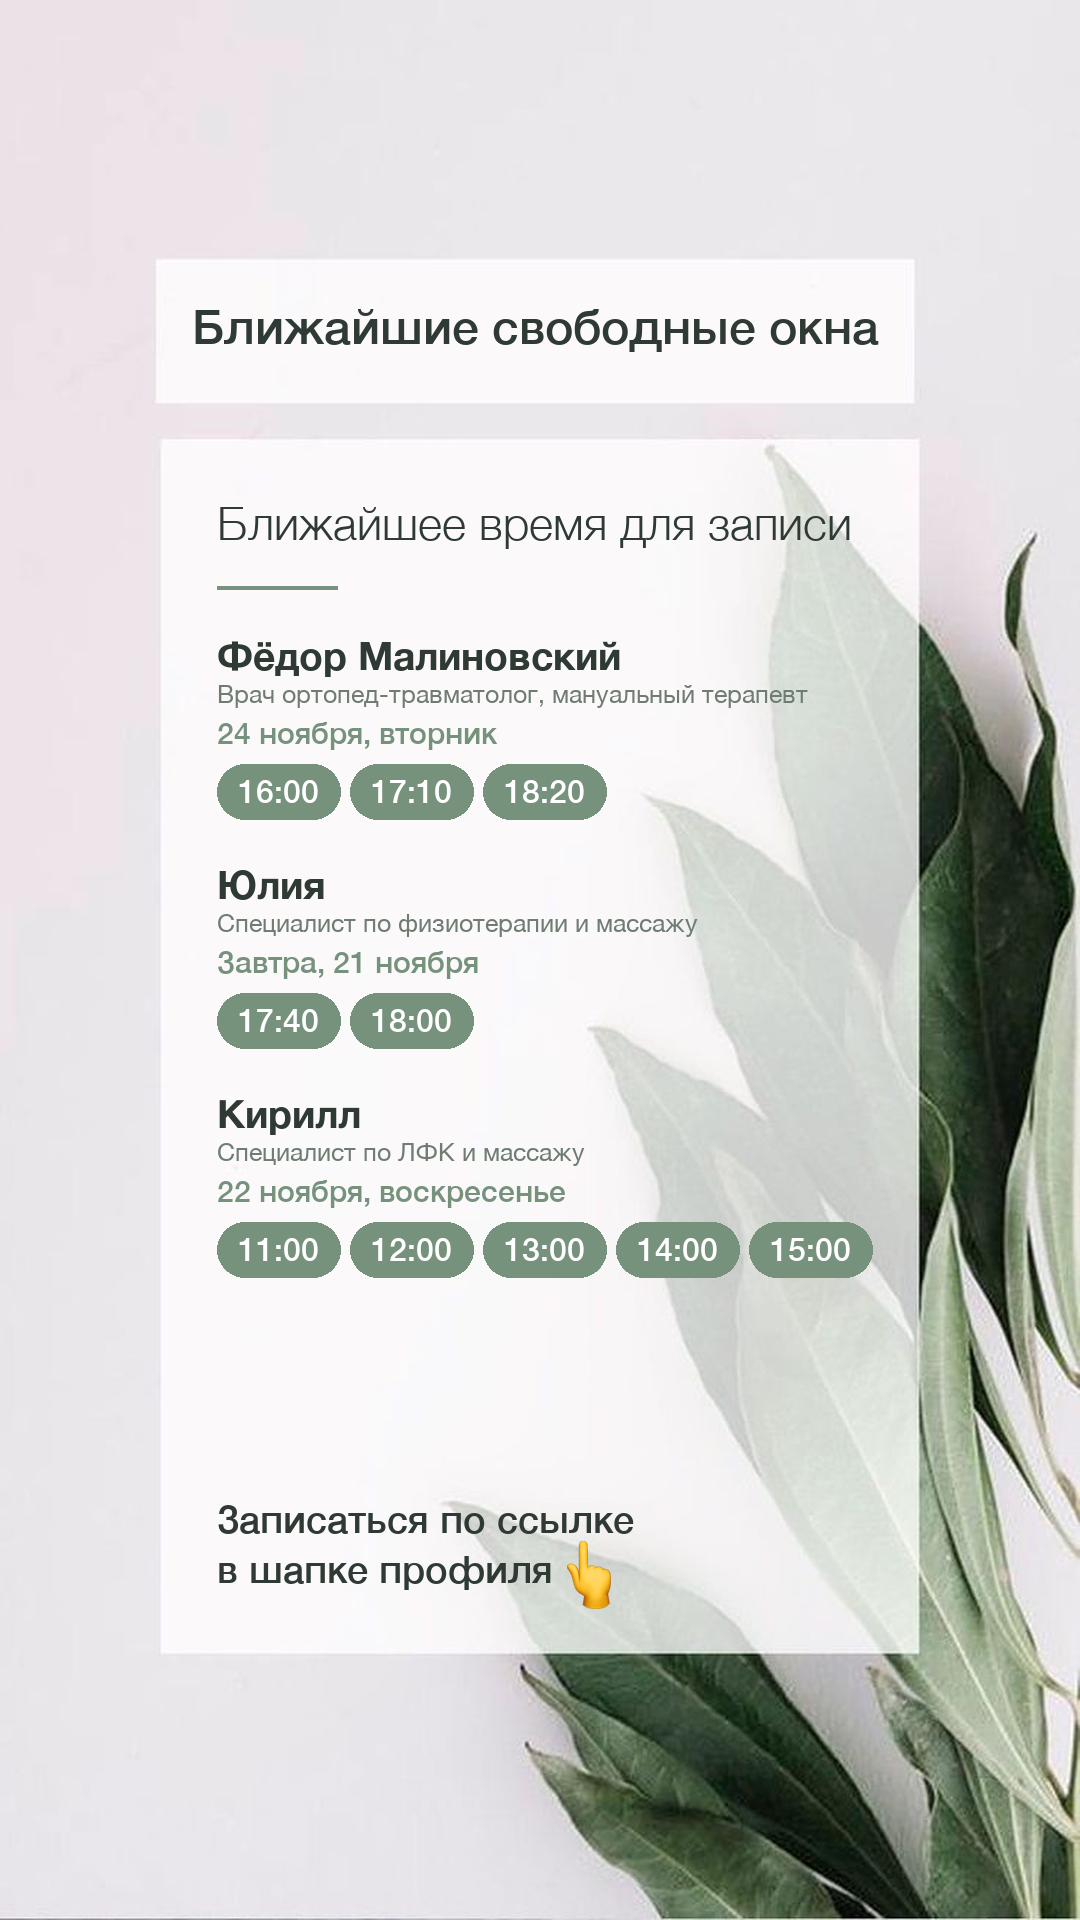 Ближайшие свободные окна
Ближайшее время для записи
Фёдор Малиновский
Врач ортопед-травматолог, мануальный терапевт
24 ноября, вторник
16:00 17:10 18:20
Юлия
Специалист по физиотерапии и массажу
Завтра, 21 ноября
17:40 18:00
Кирилл
Специалист по ЛФК и массажу
22 ноября, воскресенье
11:00 12:00 13:00 14:00 15:00
Записаться по ссылке
в шапке профиля 👆